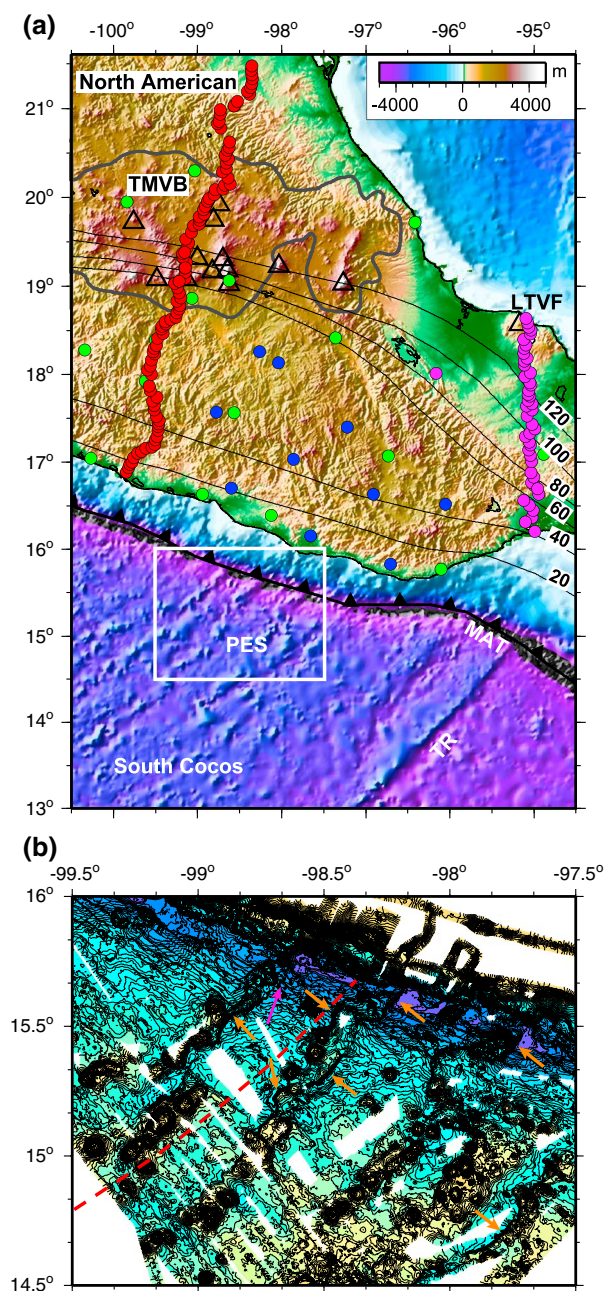 (a)
-100° -99° -98° -97° -96° -95°
North American
m
-4000 0 4000
21°
TMVB
20°
19°
LTVF
18°
120
100
17°
80
60
40
16°
20
PES
MAT
15°
14°
TR
South Cocos
13°
(b)
-99.5° -99° -98.5° -98° -97.5°
16°
15.5°
15°
14.5°